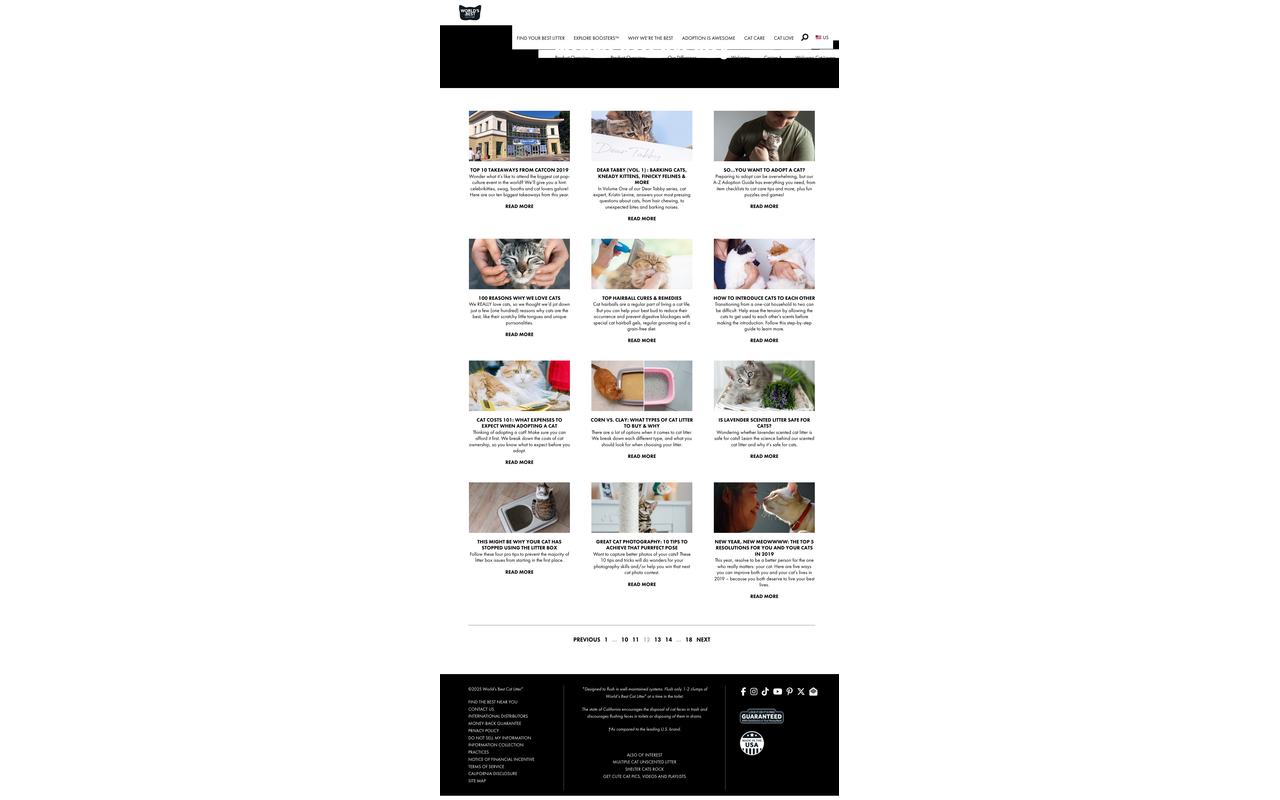 WORLD'S
BEST
FIND YOUR BEST LITTER EXPLORE BOOSTERS™ WHY WE'RE THE BEST ADOPTION IS AWESOME CAT CARE CAT LOVE US
TOP 10 TAKEAWAYS FROM CATCON 2019
Wonder what it's like to attend the biggest cat pop-
culture event in the world? We'll give you a hint:
celebrikitties, swag, booths and cat lovers galore!
Here are our ten biggest takeaways from this year.
READ MORE
Dear Tabby
DEAR TABBY (VOL. 1): BARKING CATS,
KNEADY KITTENS, FINICKY FELINES &
MORE
In Volume One of our Dear Tabby series, cat
expert, Kristin Levine, answers your most pressing
questions about cats, from hair chewing, to
unexpected bites and barking noises.
READ MORE
SO...YOU WANT TO ADOPT A CAT?
Preparing to adopt can be overwhelming, but our
A-Z Adoption Guide has everything you need, from
item checklists to cat care tips and more, plus fun
puzzles and games!
READ MORE
100 REASONS WHY WE LOVE CATS
We REALLY love cats, so we thought we'd jot down
just a few (one hundred) reasons why cats are the
best, like their scratchy little tongues and unique
purrsonalities.
READ MORE
TOP HAIRBALL CURES & REMEDIES
Cat hairballs are a regular part of living a cat life.
But you can help your best bud to reduce their
occurrence and prevent digestive blockages with
special cat hairball gels, regular grooming and a
grain-free diet.
READ MORE
HOW TO INTRODUCE CATS TO EACH OTHER
Transitioning from a one-cat household to two can
be difficult. Help ease the tension by allowing the
cats to get used to each other's scents before
making the introduction. Follow this step-by-step
guide to learn more.
READ MORE
CAT COSTS 101: WHAT EXPENSES TO
EXPECT WHEN ADOPTING A CAT
Thinking of adopting a cat? Make sure you can
afford it first. We break down the costs of cat
ownership, so you know what to expect before you
adopt.
READ MORE
CORN VS. CLAY: WHAT TYPES OF CAT LITTER
TO BUY & WHY
There are a lot of options when it comes to cat litter.
We break down each different type, and what you
should look for when choosing your litter.
READ MORE
IS LAVENDER SCENTED LITTER SAFE FOR
CATS?
Wondering whether lavender scented cat litter is
safe for cats? Learn the science behind our scented
cat litter and why it's safe for cats.
READ MORE
THIS MIGHT BE WHY YOUR CAT HAS
STOPPED USING THE LITTER BOX
Follow these four pro tips to prevent the majority of
litter box issues from starting in the first place.
READ MORE
GREAT CAT PHOTOGRAPHY: 10 TIPS TO
ACHIEVE THAT PURRFECT POSE
Want to capture better photos of your cats? These
10 tips and tricks will do wonders for your
photography skills and/or help you win that next
cat photo contest.
READ MORE
NEW YEAR, NEW MEOWWWW: THE TOP 5
RESOLUTIONS FOR YOU AND YOUR CATS
IN 2019
This year, resolve to be a better person for the one
who really matters: your cat. Here are five ways
you can improve both you and your cat's lives in
2019 – because you both deserve to live your best
lives.
READ MORE
PREVIOUS 1 ... 10 11 12 13 14 ... 18 NEXT
©2025 World's Best Cat Litter®
FIND THE BEST NEAR YOU
CONTACT US
INTERNATIONAL DISTRIBUTORS
MONEY-BACK GUARANTEE
PRIVACY POLICY
DO NOT SELL MY INFORMATION
INFORMATION COLLECTION
PRACTICES
NOTICE OF FINANCIAL INCENTIVE
TERMS OF SERVICE
CALIFORNIA DISCLOSURE
SITE MAP
*Designed to flush in well-maintained systems. Flush only 1-2 clumps of
World's Best Cat Litter® at a time in the toilet.
The state of California encourages the disposal of cat feces in trash and
discourages flushing feces in toilets or disposing of them in drains.
†As compared to the leading U.S. brand.
ALSO OF INTEREST
MULTIPLE CAT UNSCENTED LITTER
SHELTER CATS ROCK
GET CUTE CAT PICS, VIDEOS AND PLAYLISTS
GUARANTEED
MADE IN THE
USA